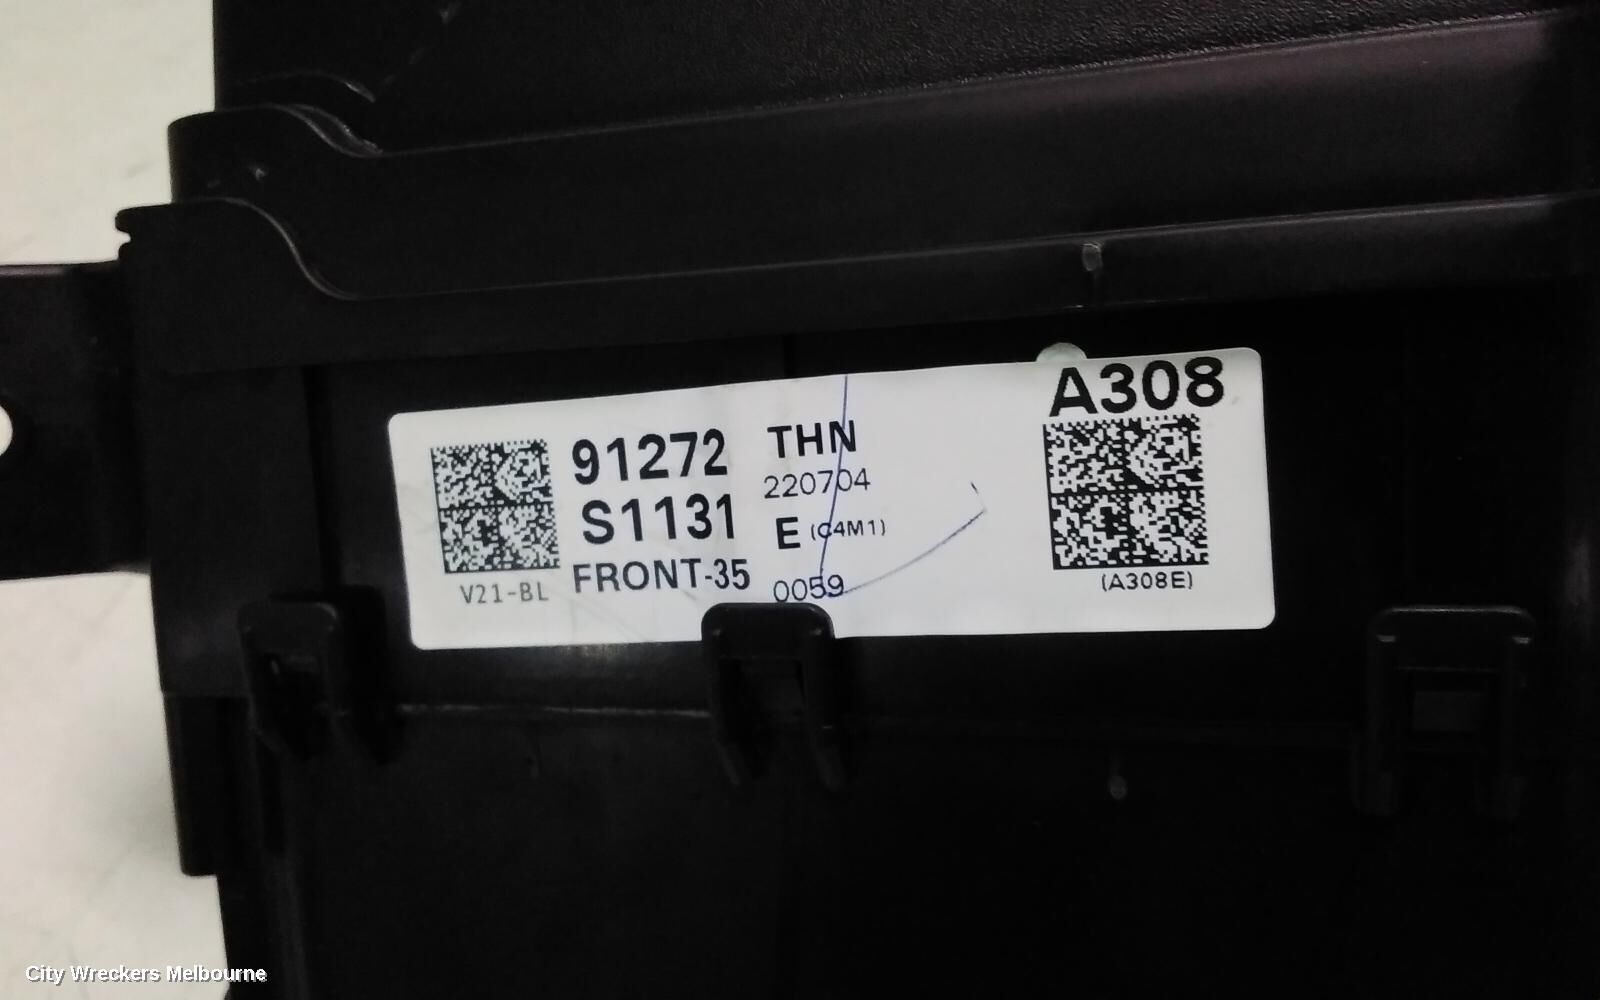 A308
91272
S1131
FRONT-35
V21-BL
THN
220704
E (C4M1)
0059
(A308E)
City Wreckers Melbourne